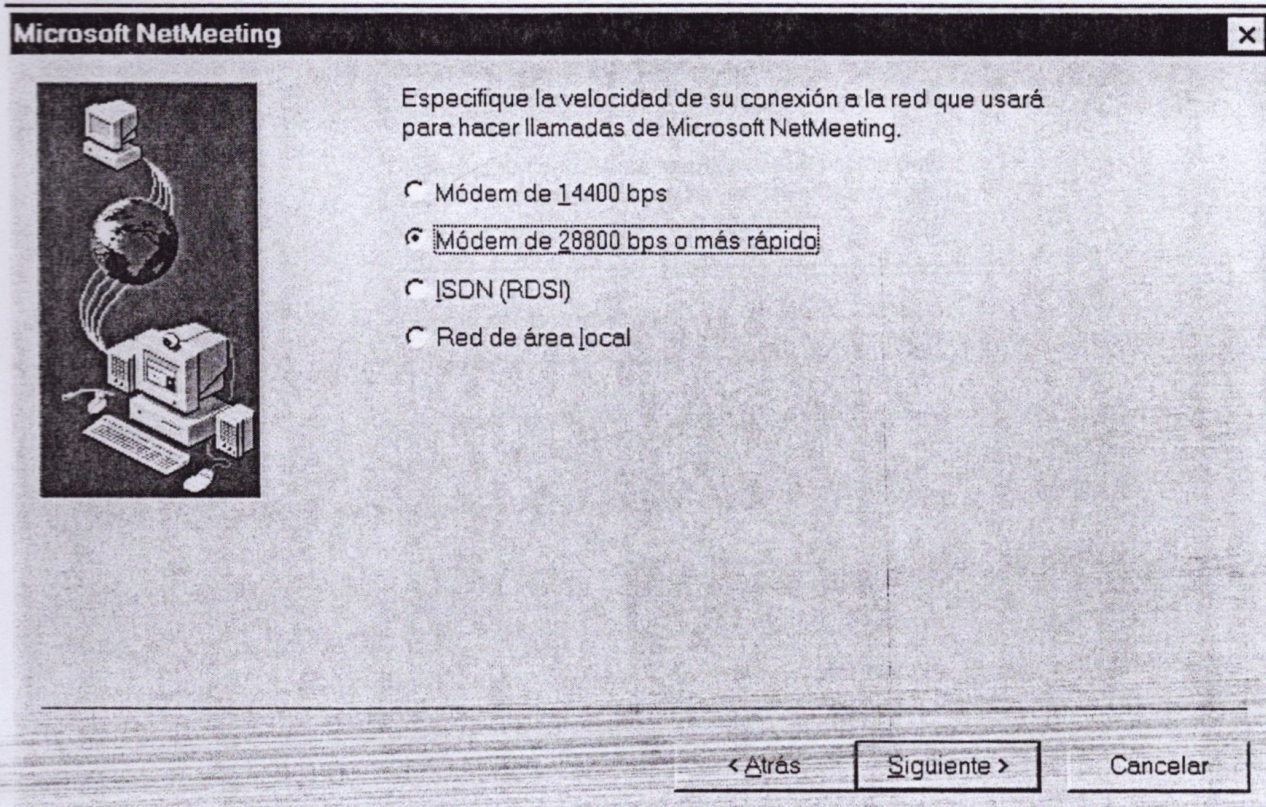 Microsoft NetMeeting
Especifique la velocidad de su conexión a la red que usará
para hacer llamadas de Microsoft NetMeeting.
Módem de 14400 bps
Módem de 28800 bps o más rápido
ISDN (RDSI)
Red de área local
< Atrás Siguiente > Cancelar